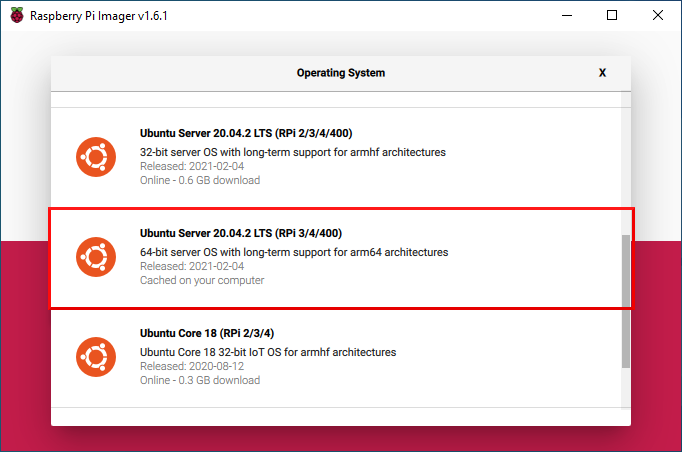 Raspberry Pi Imager v1.6.1
Operating System
X
Ubuntu Server 20.04.2 LTS (RPi 2/3/4/400)
32-bit server OS with long-term support for armhf architectures
Released: 2021-02-04
Online - 0.6 GB download
Ubuntu Server 20.04.2 LTS (RPi 3/4/400)
64-bit server OS with long-term support for arm64 architectures
Released: 2021-02-04
Cached on your computer
Ubuntu Core 18 (RPi 2/3/4)
Ubuntu Core 18 32-bit IoT OS for armhf architectures
Released: 2020-08-12
Online - 0.3 GB download